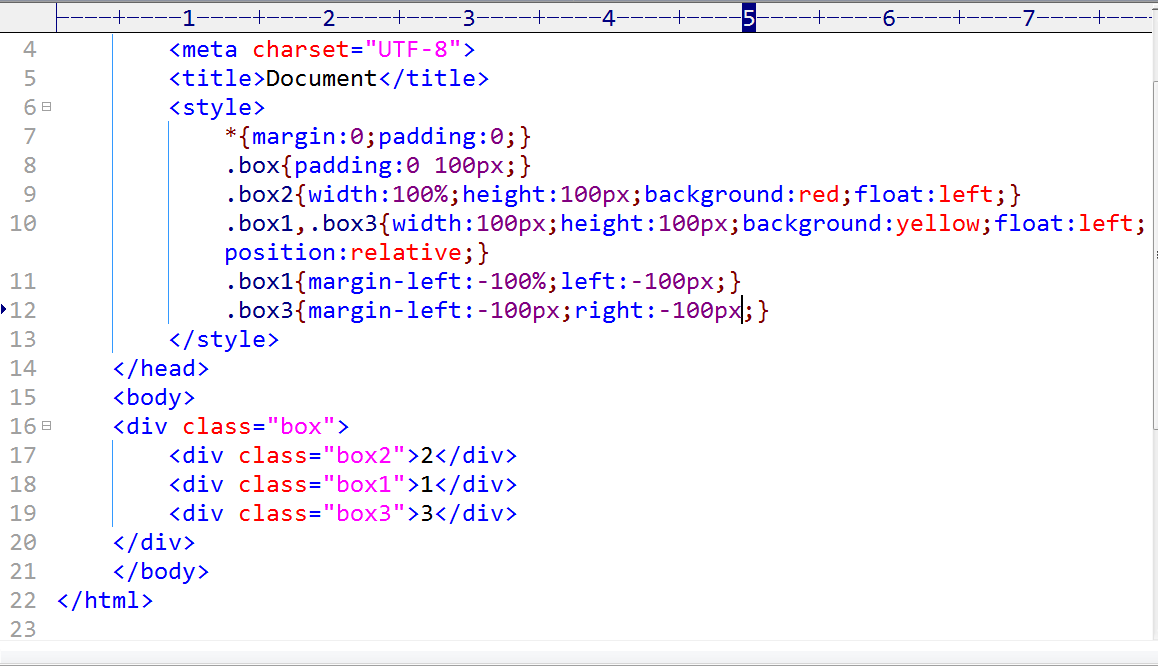 ----+----1----+----2----+----3----+----4----+----5----+----6----+----7----+---
4 <meta charset="UTF-8">
5 <title>Document</title>
6 <style>
7 *{margin:0;padding:0;}
8 .box{padding:0 100px;}
9 .box2{width:100%;height:100px;background:red;float:left;}
10 .box1,.box3{width:100px;height:100px;background:yellow;float:left;
position:relative;}
11 .box1{margin-left:-100%;left:-100px;}
12 .box3{margin-left:-100px;right:-100px;}
13 </style>
14 </head>
15 <body>
16 <div class="box">
17 <div class="box2">2</div>
18 <div class="box1">1</div>
19 <div class="box3">3</div>
20 </div>
21 </body>
22 </html>
23